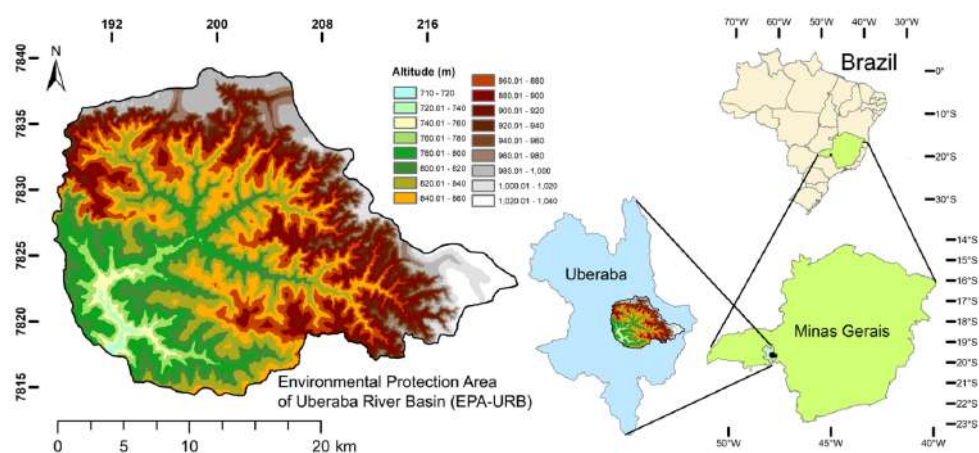 192 200 208 216
7840
7835
7830
7825
7820
7815
N
Altitude (m)
710 - 720
720.01 - 740
740.01 - 760
760.01 - 780
780.01 - 800
800.01 - 820
820.01 - 840
840.01 - 860
860.01 - 880
880.01 - 900
900.01 - 920
920.01 - 940
940.01 - 960
960.01 - 980
980.01 - 1,000
1,000.01 - 1,020
1,020.01 - 1,040
Environmental Protection Area
of Uberaba River Basin (EPA-URB)
0 5 10 20 km
Uberaba
70°W 60°W 50°W 40°W 30°W
Brazil
0°
10°S
20°S
30°S
Minas Gerais
14°S
15°S
16°S
17°S
18°S
19°S
20°S
21°S
22°S
23°S
50°W 45°W 40°W